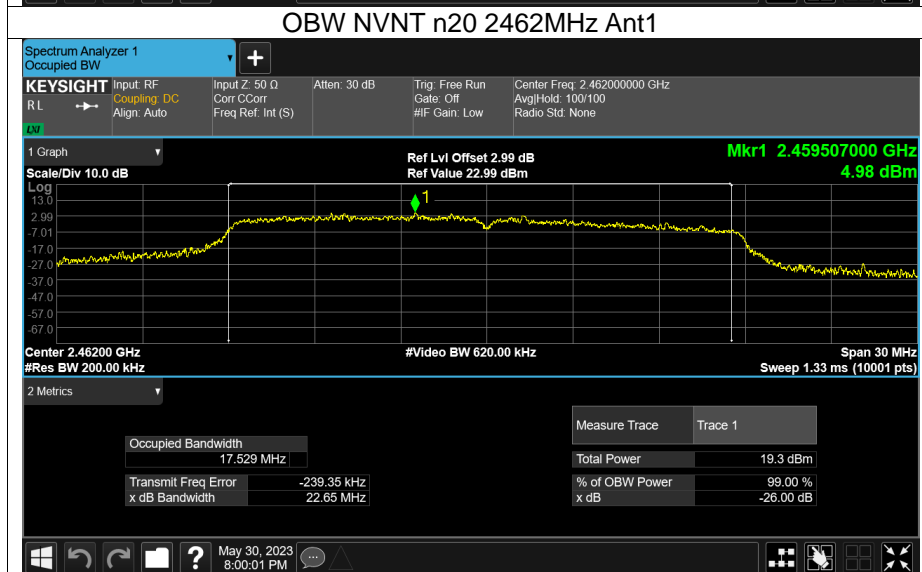 OBW NVNT n20 2462MHz Ant1
Spectrum Analyzer 1
Occupied BW
+
KEYSIGHT Input: RF Input Z: 50 Ω Atten: 30 dB Trig: Free Run Center Freq: 2.462000000 GHz
RL Coupling: DC Corr CCorr Gate: Off Avg|Hold: 100/100
Align: Auto Freq Ref: Int (S) #IF Gain: Low Radio Std: None
LXI
1 Graph Ref Lvl Offset 2.99 dB Mkr1 2.459507000 GHz
Scale/Div 10.0 dB Ref Value 22.99 dBm 4.98 dBm
Log
13.0
2.99
-7.01
-17.0
-27.0
-37.0
-47.0
-57.0
-67.0
1
Center 2.46200 GHz #Video BW 620.00 kHz Span 30 MHz
#Res BW 200.00 kHz Sweep 1.33 ms (10001 pts)
2 Metrics
Measure Trace Trace 1
Occupied Bandwidth
17.529 MHz Total Power 19.3 dBm
Transmit Freq Error -239.35 kHz % of OBW Power 99.00 %
x dB Bandwidth 22.65 MHz x dB -26.00 dB
? May 30, 2023
8:00:01 PM